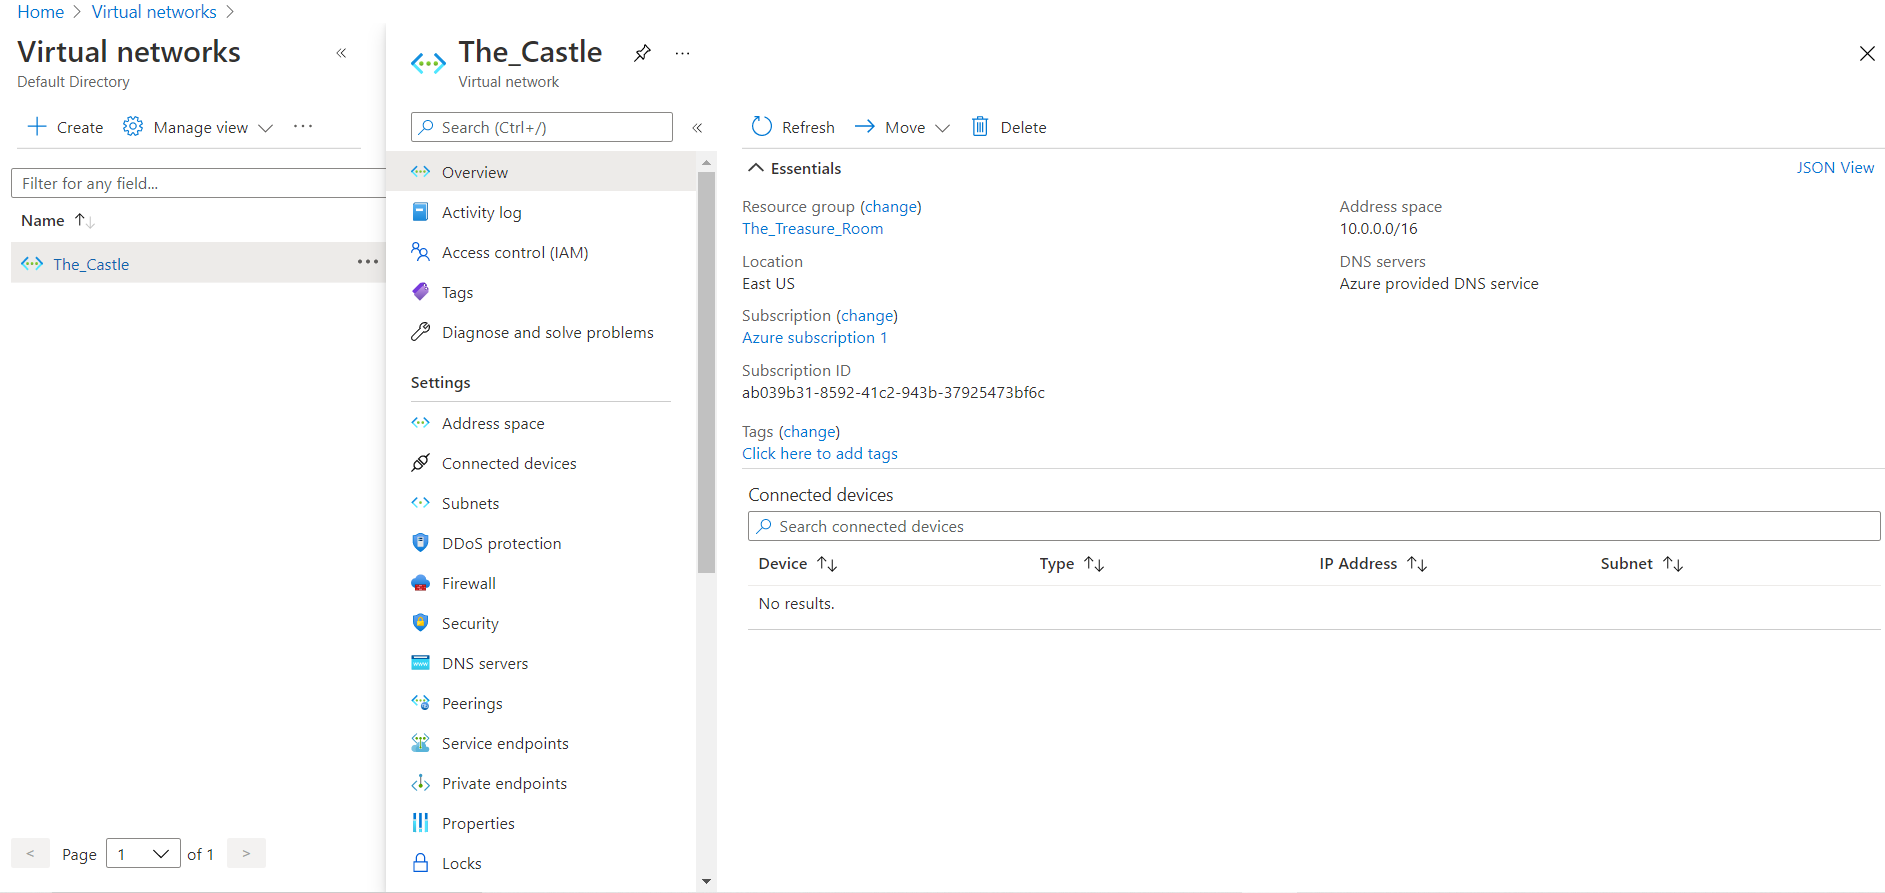 Home > Virtual networks >
Virtual networks
«
Default Directory
Create
Manage view
...
Filter for any field...
Name ↑↓
The_Castle
...
<
Page
1
of 1
>
The_Castle
...
Virtual network
Search (Ctrl+/)
«
Overview
Activity log
Access control (IAM)
Tags
Diagnose and solve problems
Settings
Address space
Connected devices
Subnets
DDoS protection
Firewall
Security
DNS servers
Peerings
Service endpoints
Private endpoints
Properties
Locks
Refresh
Move
Delete
Essentials
JSON View
Resource group (change)
The_Treasure_Room
Location
East US
Subscription (change)
Azure subscription 1
Subscription ID
ab039b31-8592-41c2-943b-37925473bf6c
Tags (change)
Click here to add tags
Address space
10.0.0.0/16
DNS servers
Azure provided DNS service
Connected devices
Search connected devices
Device ↑↓ Type ↑↓ IP Address ↑↓ Subnet ↑↓
No results.